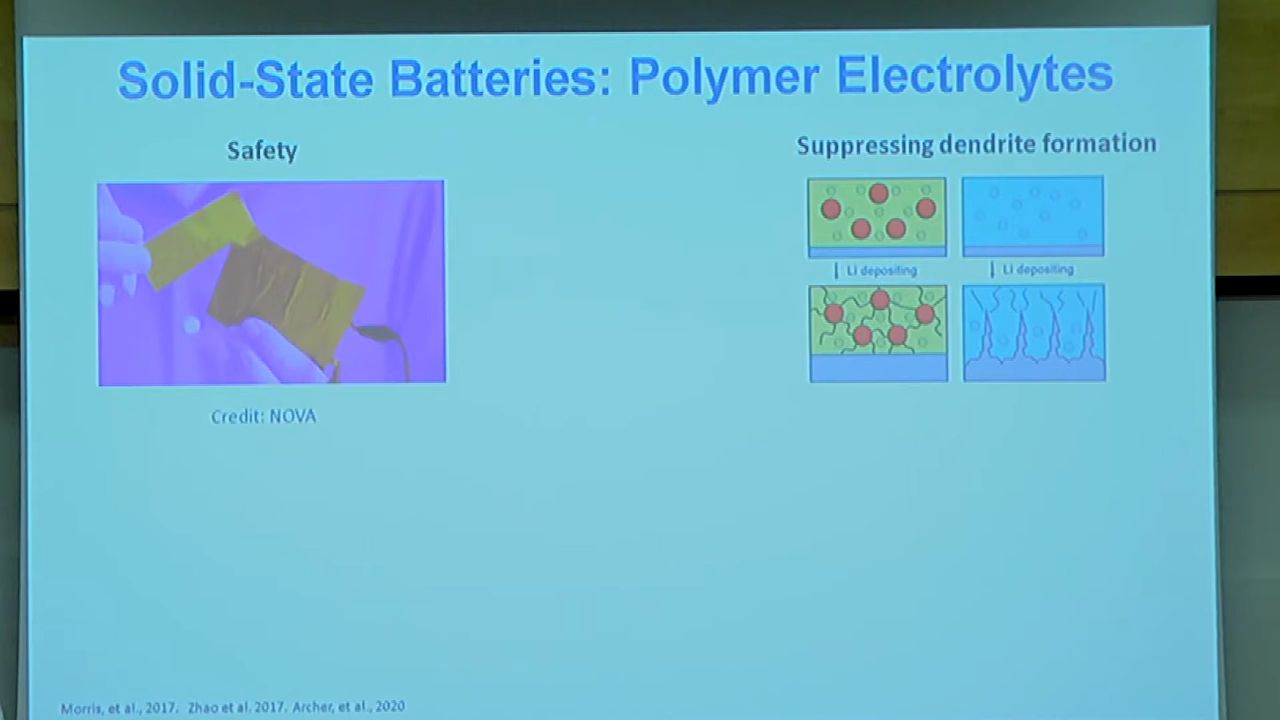 Solid-State Batteries: Polymer Electrolytes
Safety
Suppressing dendrite formation
Li depositing
Li depositing
Credit: NOVA
Morris, et al., 2017. Zhao et al. 2017. Archer, et al., 2020